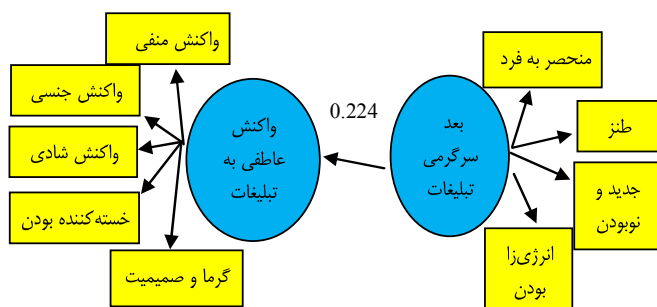 منحصر به فرد
طنز
جدید و
نوبودن
انرژی‌زا
بودن
بعد
سرگرمی
تبلیغات
0.224
واکنش
عاطفی به
تبلیغات
واکنش منفی
واکنش جنسی
واکنش شادی
خسته‌کننده بودن
گرما و صمیمیت